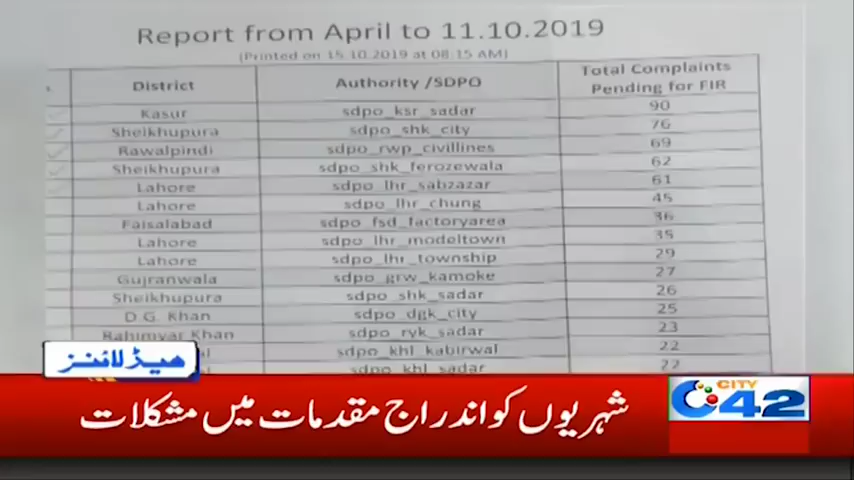 Report from April to 11.10.2019
(Printed on 15.10.2019 at 08:15 AM)
District Authority /SDPO Total Complaints Pending for FIR
Kasur sdpo_ksr_sadar 90
Sheikhupura sdpo_shk_city 76
Rawalpindi sdpo_rwp_civillines 69
Sheikhupura sdpo_shk_ferozewala 62
Lahore sdpo_lhr_sabzazar 61
Lahore sdpo_lhr_chung 45
Faisalabad sdpo_fsd_factoryarea 36
Lahore sdpo_lhr_modeltown 35
Lahore sdpo_lhr_township 29
Gujranwala sdpo_grw_kamoke 27
Sheikhupura sdpo_shk_sadar 26
D.G. Khan sdpo_dgk_city 25
Rahimyar Khan sdpo_ryk_sadar 23
sdpo_khl_kabirwal 22
sdpo_khl_sadar 22
ہیڈلائنز
شہریوں کو اندراج مقدمات میں مشکلات
CITY
42